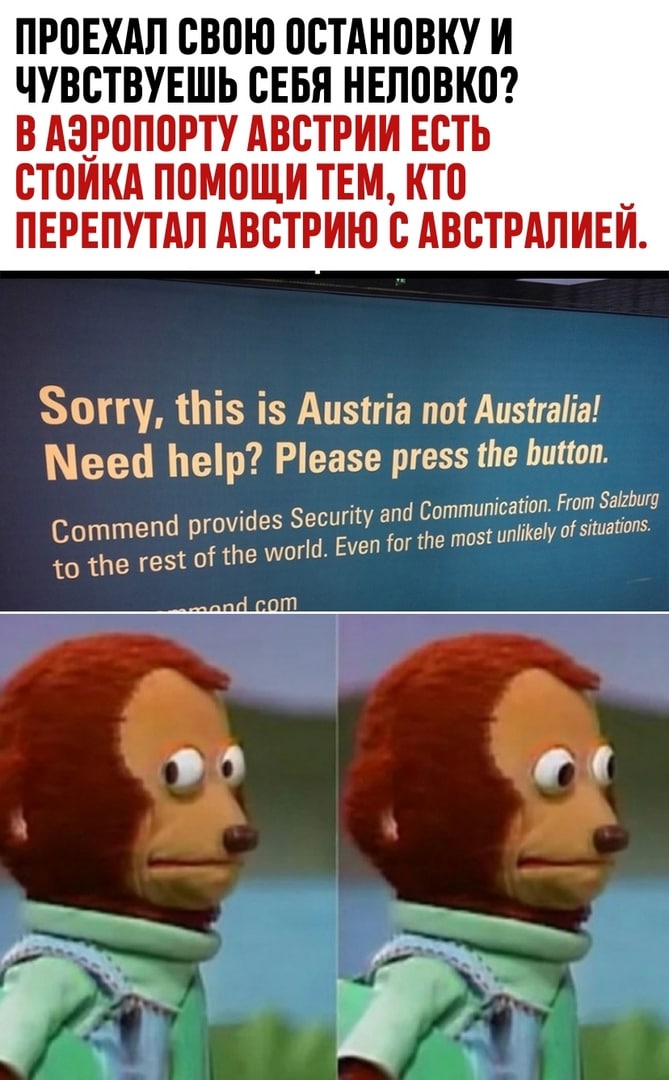 ПРОЕХАЛ СВОЮ ОСТАНОВКУ И
ЧУВСТВУЕШЬ СЕБЯ НЕЛОВКО?
В АЭРОПОРТУ АВСТРИИ ЕСТЬ
СТОЙКА ПОМОЩИ ТЕМ, КТО
ПЕРЕПУТАЛ АВСТРИЮ С АВСТРАЛИЕЙ.
Sorry, this is Austria not Australia!
Need help? Please press the button.
Commend provides Security and Communication. From Salzburg
to the rest of the world. Even for the most unlikely of situations.